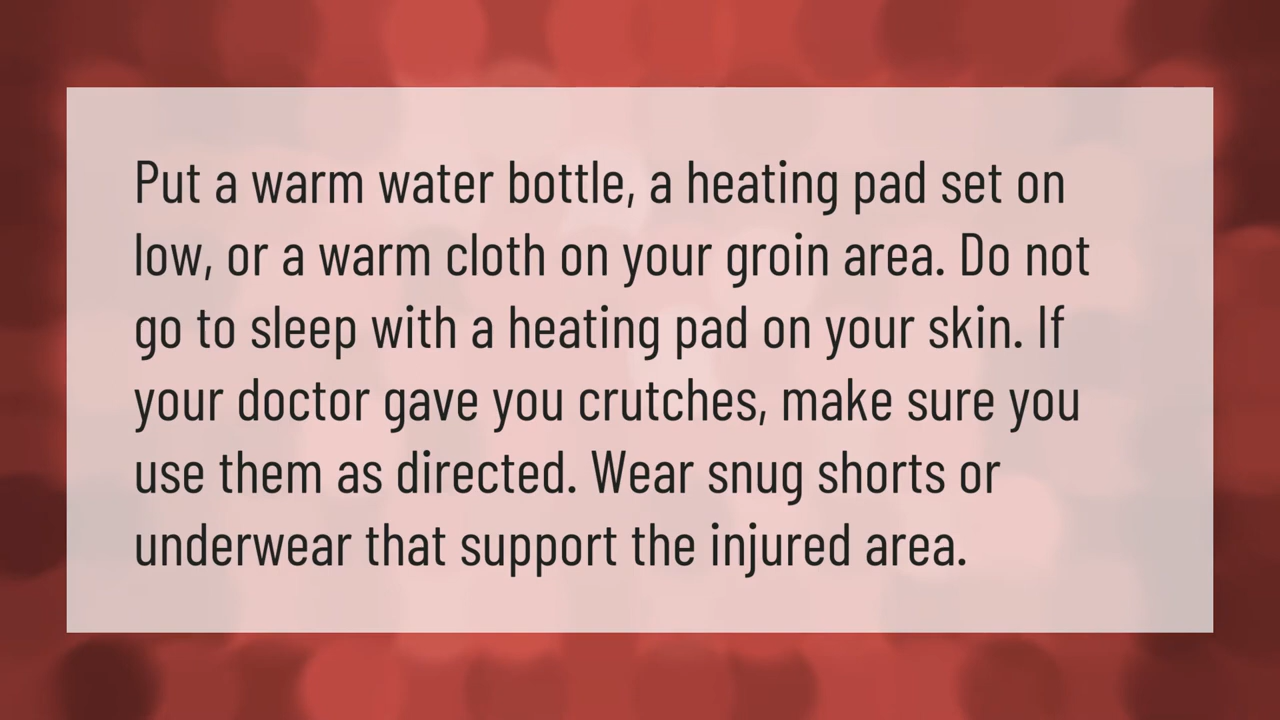 Put a warm water bottle, a heating pad set on
low, or a warm cloth on your groin area. Do not
go to sleep with a heating pad on your skin. If
your doctor gave you crutches, make sure you
use them as directed. Wear snug shorts or
underwear that support the injured area.